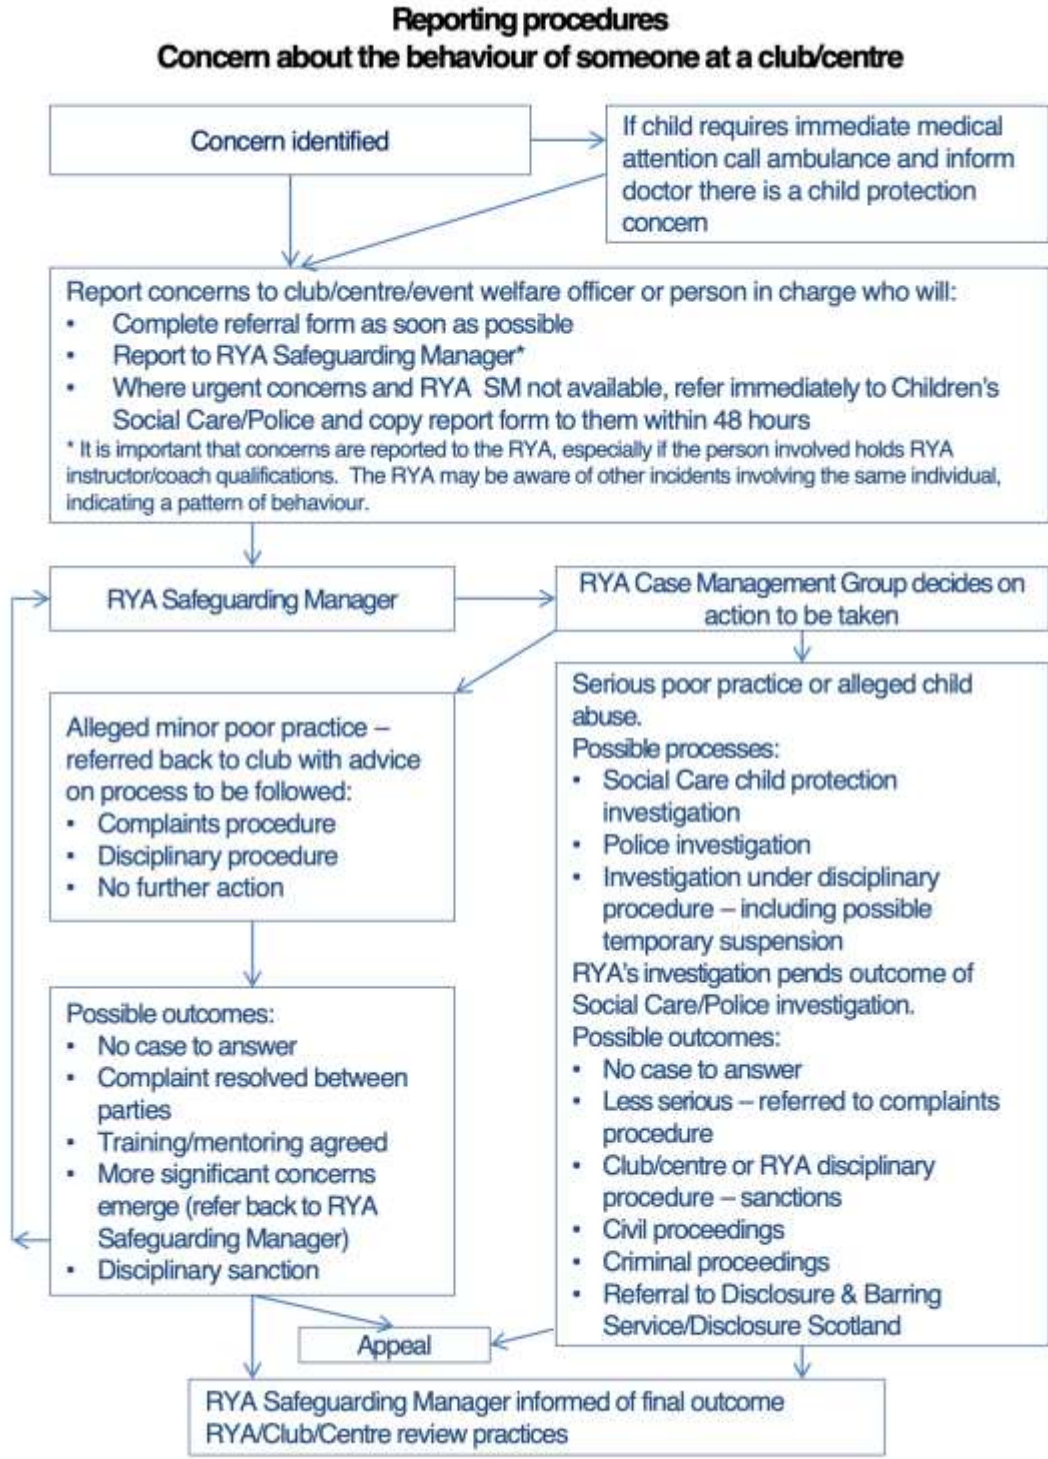 Reporting procedures
Concern about the behaviour of someone at a club/centre
Concern identified
If child requires immediate medical
attention call ambulance and inform
doctor there is a child protection
concern
Report concerns to club/centre/event welfare officer or person in charge who will:
• Complete referral form as soon as possible
• Report to RYA Safeguarding Manager*
• Where urgent concerns and RYA SM not available, refer immediately to Children's
Social Care/Police and copy report form to them within 48 hours
* It is important that concerns are reported to the RYA, especially if the person involved holds RYA
instructor/coach qualifications. The RYA may be aware of other incidents involving the same individual,
indicating a pattern of behaviour.
RYA Safeguarding Manager
RYA Case Management Group decides on
action to be taken
Alleged minor poor practice –
referred back to club with advice
on process to be followed:
• Complaints procedure
• Disciplinary procedure
• No further action
Serious poor practice or alleged child
abuse.
Possible processes:
• Social Care child protection
investigation
• Police investigation
• Investigation under disciplinary
procedure – including possible
temporary suspension
RYA's investigation pends outcome of
Social Care/Police investigation.
Possible outcomes:
• No case to answer
• Less serious – referred to complaints
procedure
• Club/centre or RYA disciplinary
procedure – sanctions
• Civil proceedings
• Criminal proceedings
• Referral to Disclosure & Barring
Service/Disclosure Scotland
Possible outcomes:
• No case to answer
• Complaint resolved between
parties
• Training/mentoring agreed
• More significant concerns
emerge (refer back to RYA
Safeguarding Manager)
• Disciplinary sanction
Appeal
RYA Safeguarding Manager informed of final outcome
RYA/Club/Centre review practices